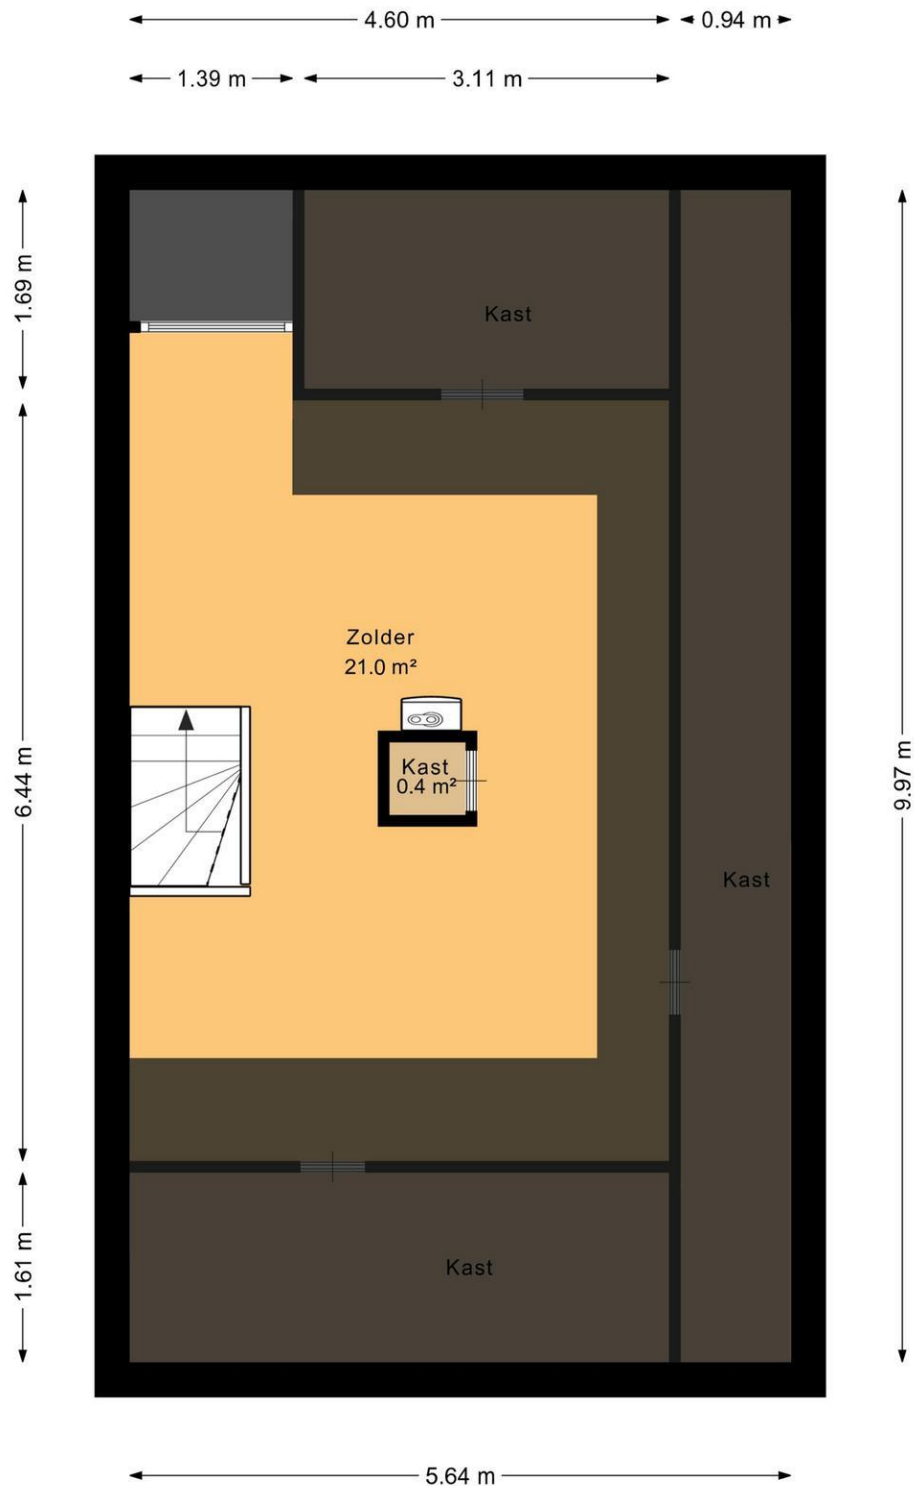 4.60 m
0.94 m
1.39 m
3.11 m
1.69 m
Kast
Zolder
21.0 m²
6.44 m
Kast
0.4 m²
9.97 m
Kast
1.61 m
Kast
5.64 m